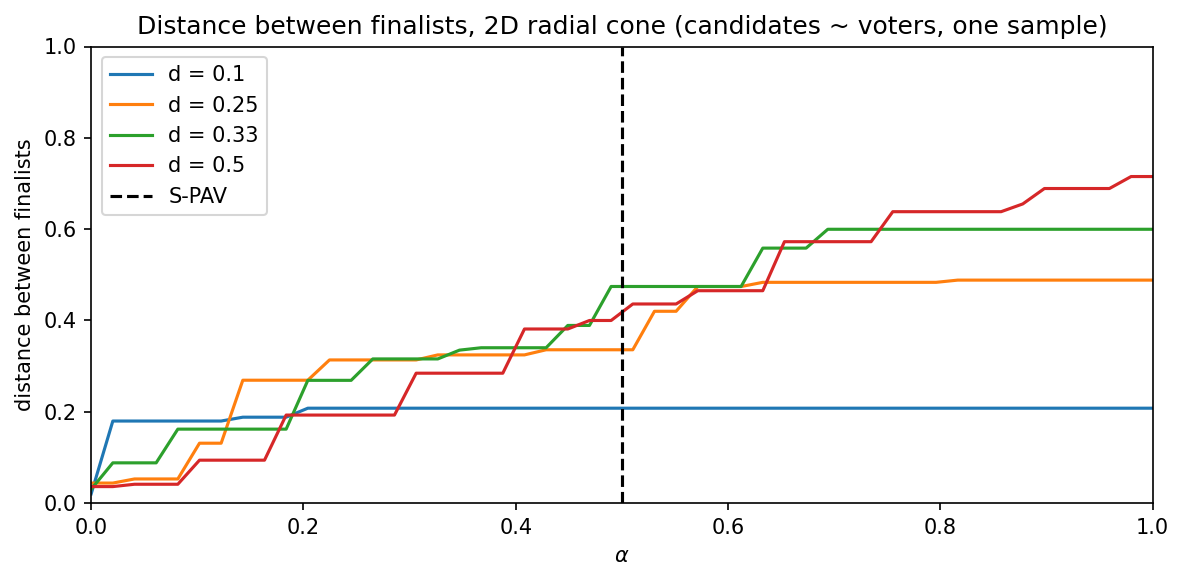 Distance between finalists, 2D radial cone (candidates ~ voters, one sample)
distance between finalists
1.0
0.8
0.6
0.4
0.2
0.0
d = 0.1
d = 0.25
d = 0.33
d = 0.5
S-PAV
0.0 0.2 0.4 0.6 0.8 1.0
α